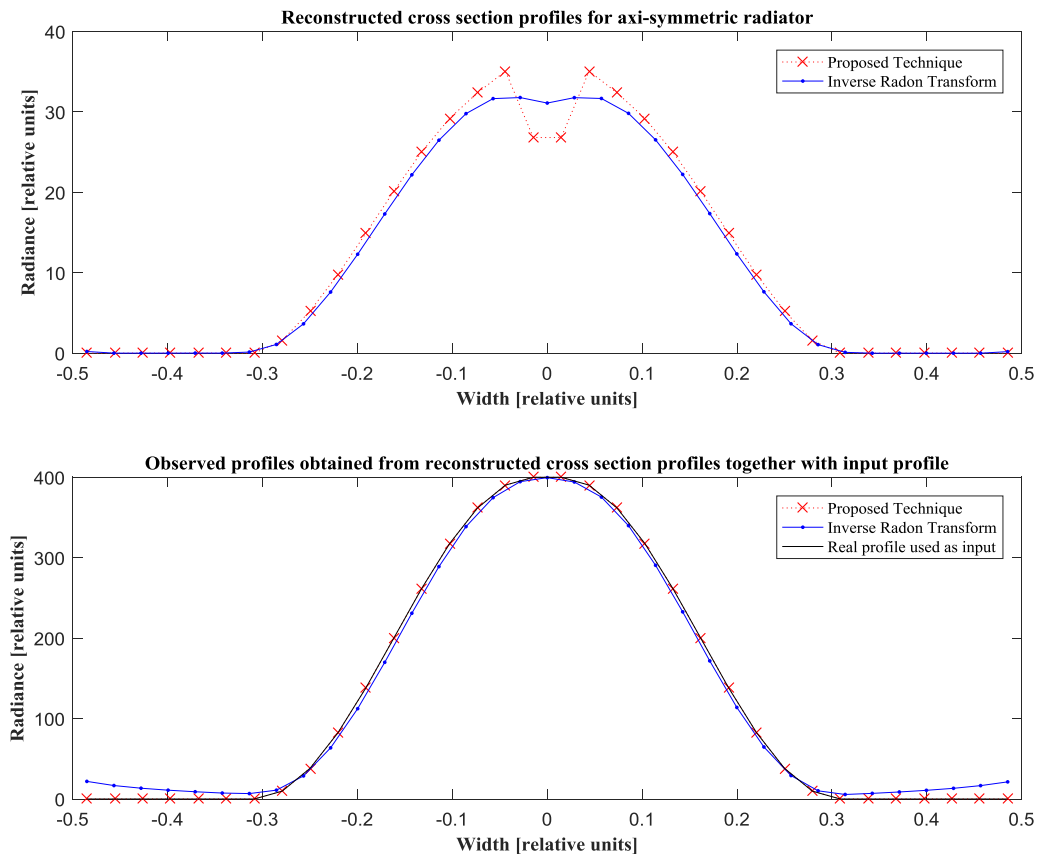 Reconstructed cross section profiles for axi-symmetric radiator
Radiance [relative units]
40
30
20
10
0
Proposed Technique
Inverse Radon Transform
-0.5 -0.4 -0.3 -0.2 -0.1 0 0.1 0.2 0.3 0.4 0.5
Width [relative units]
Observed profiles obtained from reconstructed cross section profiles together with input profile
Radiance [relative units]
400
300
200
100
0
Proposed Technique
Inverse Radon Transform
Real profile used as input
-0.5 -0.4 -0.3 -0.2 -0.1 0 0.1 0.2 0.3 0.4 0.5
Width [relative units]